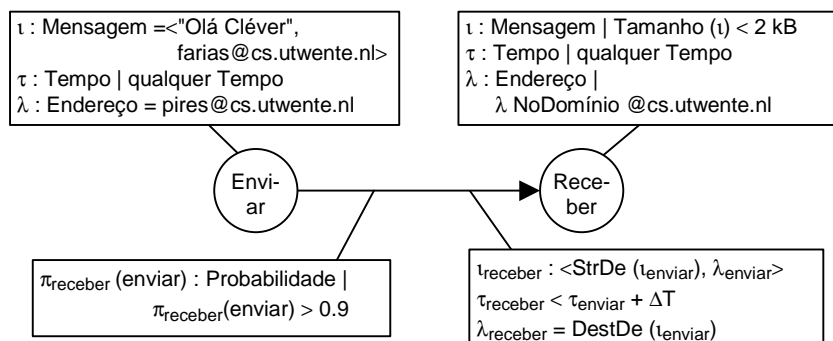 ι : Mensagem =<"Olá Cléver",
farias@cs.utwente.nl>
τ : Tempo | qualquer Tempo
λ : Endereço = pires@cs.utwente.nl
ι : Mensagem | Tamanho (ι) < 2 kB
τ : Tempo | qualquer Tempo
λ : Endereço |
λ NoDomínio @cs.utwente.nl
Envi-
ar
Rece-
ber
πreceber (enviar) : Probabilidade |
πreceber(enviar) > 0.9
ιreceber : <StrDe (ιenviar), λenviar>
τreceber < τenviar + ΔT
λreceber = DestDe (ιenviar)